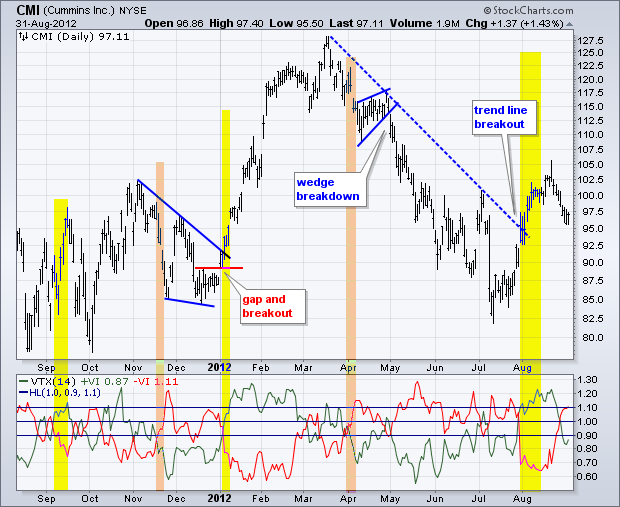 CMI (Cummins Inc.) NYSE
© StockCharts.com
31-Aug-2012 Open 96.86 High 97.40 Low 95.50 Last 97.11 Volume 1.9M Chg +1.37 (+1.43%)
CMI (Daily) 97.11
127.5
125.0
122.5
120.0
117.5
115.0
112.5
110.0
107.5
105.0
102.5
100.0
97.5
95.0
92.5
90.0
87.5
85.0
82.5
80.0
trend line
breakout
wedge
breakdown
gap and
breakout
Sep Oct Nov Dec 2012 Feb Mar Apr May Jun Jul Aug
VTX(14) +VI 0.87 -VI 1.11
HL(1.0, 0.9, 1.1)
1.30
1.20
1.10
1.00
0.90
0.80
0.70
0.60
Sep Oct Nov Dec 2012 Feb Mar Apr May Jun Jul Aug